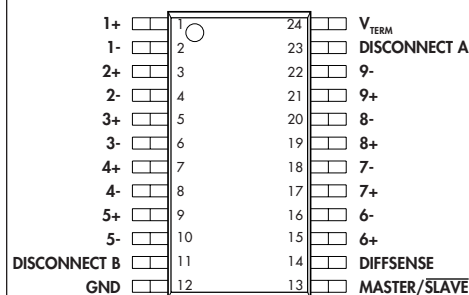 1+ 1 24 V_TERM
1- 2 23 DISCONNECT A
2+ 3 22 9-
2- 4 21 9+
3+ 5 20 8-
3- 6 19 8+
4+ 7 18 7-
4- 8 17 7+
5+ 9 16 6-
5- 10 15 6+
DISCONNECT B 11 14 DIFFSENSE
GND 12 13 MASTER/SLAVE